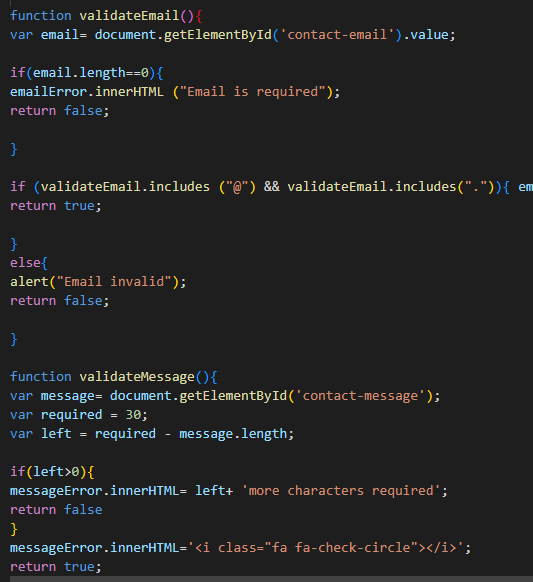 function validateEmail(){
var email= document.getElementById('contact-email').value;
if(email.length==0){
emailError.innerHTML ("Email is required");
return false;
}
if (validateEmail.includes ("@") && validateEmail.includes(".")){ em
return true;
}
else{
alert("Email invalid");
return false;
}
function validateMessage(){
var message= document.getElementById('contact-message');
var required = 30;
var left = required - message.length;
if(left>0){
messageError.innerHTML= left+ 'more characters required';
return false
}
messageError.innerHTML='<i class="fa fa-check-circle"></i>';
return true;